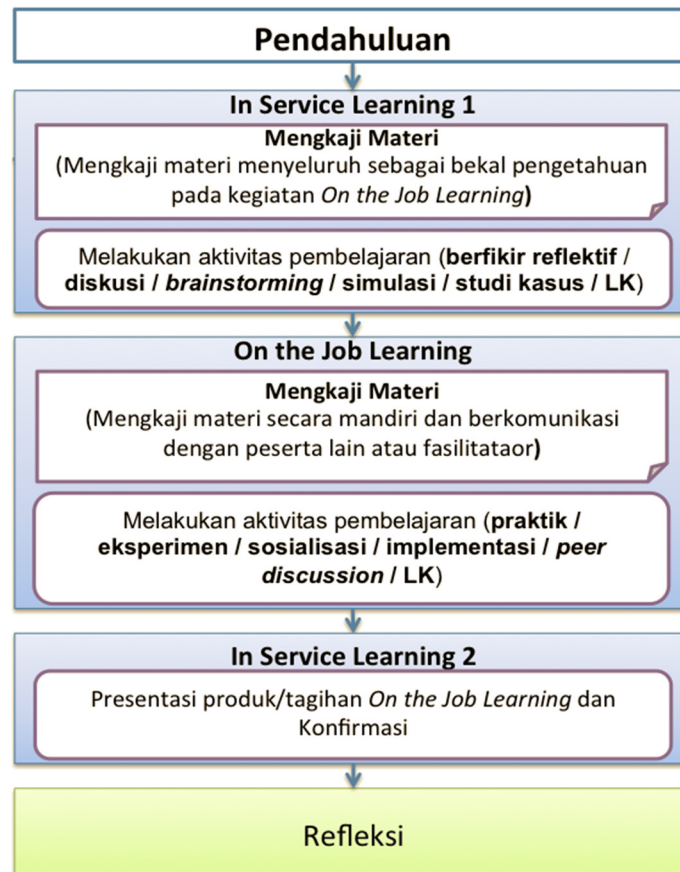 Pendahuluan
In Service Learning 1
Mengkaji Materi
(Mengkaji materi menyeluruh sebagai bekal pengetahuan
pada kegiatan On the Job Learning)
Melakukan aktivitas pembelajaran (berfikir reflektif /
diskusi / brainstorming / simulasi / studi kasus / LK)
On the Job Learning
Mengkaji Materi
(Mengkaji materi secara mandiri dan berkomunikasi
dengan peserta lain atau fasilitataor)
Melakukan aktivitas pembelajaran (praktik /
eksperimen / sosialisasi / implementasi / peer
discussion / LK)
In Service Learning 2
Presentasi produk/tagihan On the Job Learning dan
Konfirmasi
Refleksi